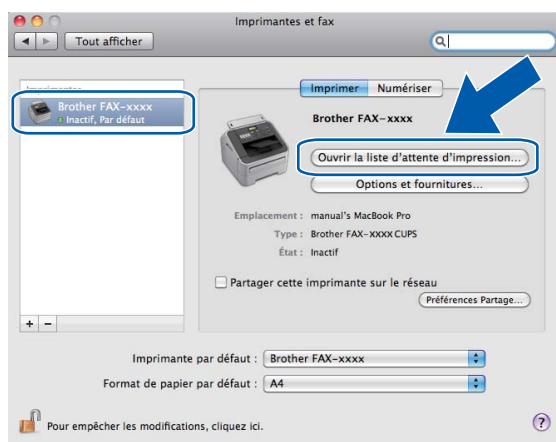 Imprimantes et fax
Tout afficher
Imprimantes
Brother FAX-xxxx
Inactif, Par défaut
Imprimer Numériser
Brother FAX-xxxx
Ouvrir la liste d'attente d'impression...
Options et fournitures...
Emplacement : manual's MacBook Pro
Type : Brother FAX-XXXX CUPS
État : Inactif
Partager cette imprimante sur le réseau
Préférences Partage...
+ −
Imprimante par défaut : Brother FAX-xxxx
Format de papier par défaut : A4
Pour empêcher les modifications, cliquez ici.
?